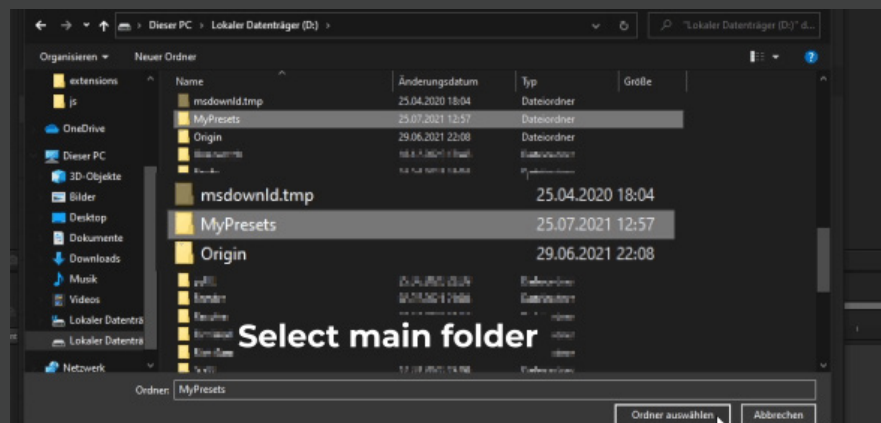 Dieser PC > Lokaler Datenträger (D:) >
"Lokaler Datenträger (D:)" d...
Organisieren
Neuer Ordner
extensions
js
OneDrive
Dieser PC
3D-Objekte
Bilder
Desktop
Dokumente
Downloads
Musik
Videos
Lokaler Datenträ
Lokaler Datenträ
Netzwerk
Name Änderungsdatum Typ Größe
msdownld.tmp 25.04.2020 18:04 Dateiordner
MyPresets 25.07.2021 12:57 Dateiordner
Origin 29.06.2021 22:08 Dateiordner
msdownld.tmp 25.04.2020 18:04
MyPresets 25.07.2021 12:57
Origin 29.06.2021 22:08
Select main folder
Ordner: MyPresets
Ordner auswählen Abbrechen